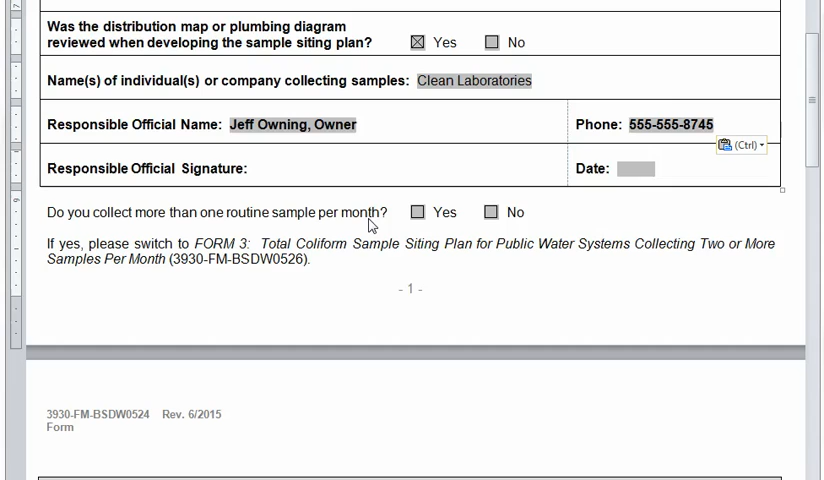 Was the distribution map or plumbing diagram
reviewed when developing the sample siting plan? ☒ Yes ☐ No
Name(s) of individual(s) or company collecting samples: Clean Laboratories
Responsible Official Name: Jeff Owning, Owner Phone: 555-555-8745
(Ctrl)
Responsible Official Signature: Date:
Do you collect more than one routine sample per month? ☐ Yes ☐ No
If yes, please switch to FORM 3: Total Coliform Sample Siting Plan for Public Water Systems Collecting Two or More
Samples Per Month (3930-FM-BSDW0526).
- 1 -
3930-FM-BSDW0524 Rev. 6/2015
Form